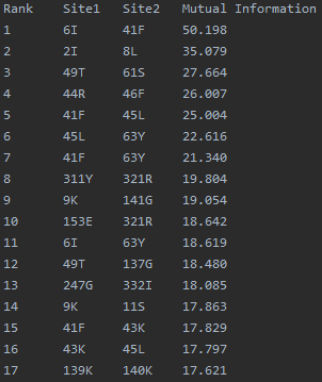 Rank Site1 Site2 Mutual Information
1 6I 41F 50.198
2 2I 8L 35.079
3 49T 61S 27.664
4 44R 46F 26.007
5 41F 45L 25.004
6 45L 63Y 22.616
7 41F 63Y 21.340
8 311Y 321R 19.804
9 9K 141G 19.054
10 153E 321R 18.642
11 6I 63Y 18.619
12 49T 137G 18.480
13 247G 332I 18.085
14 9K 11S 17.863
15 41F 43K 17.829
16 43K 45L 17.797
17 139K 140K 17.621